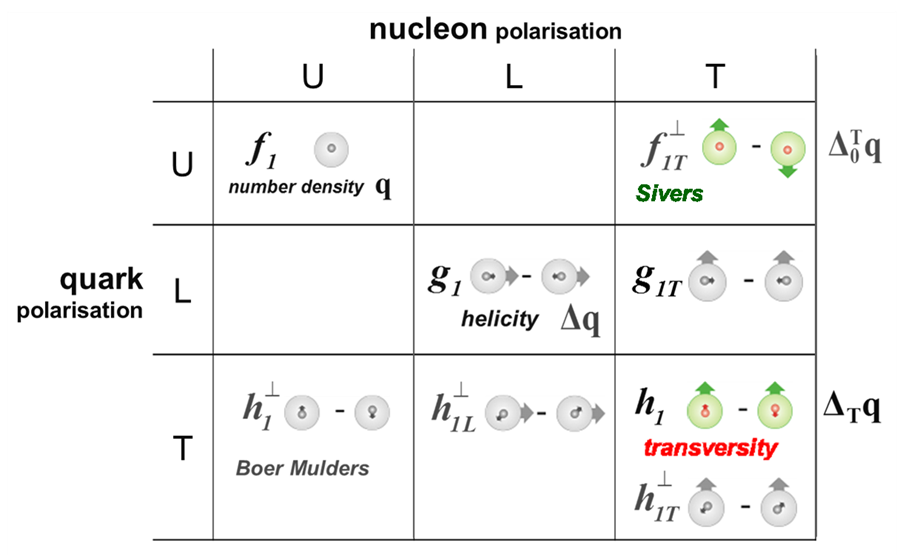 nucleon polarisation
U L T
U
f1
number density q
f⊥1T - Δ0Tq
Sivers
quark
polarisation
L
g1 -
helicity Δq
g1T -
T
h⊥1 -
Boer Mulders
h⊥1L -
h1 - ΔTq
transversity
h⊥1T -